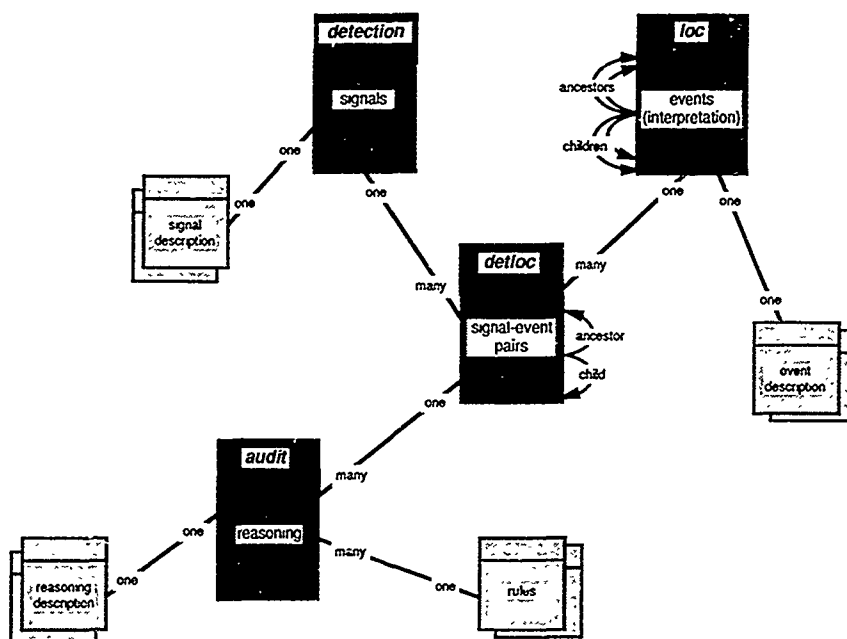 detection
loc
signals
ancestors
events
(interpretation)
children
one
one
one
one
one
signal
description
many
detloc
many
one
signal-event
pairs
ancestor
child
event
description
one
audit
many
one
reasoning
many
one
reasoning
description
one
rules